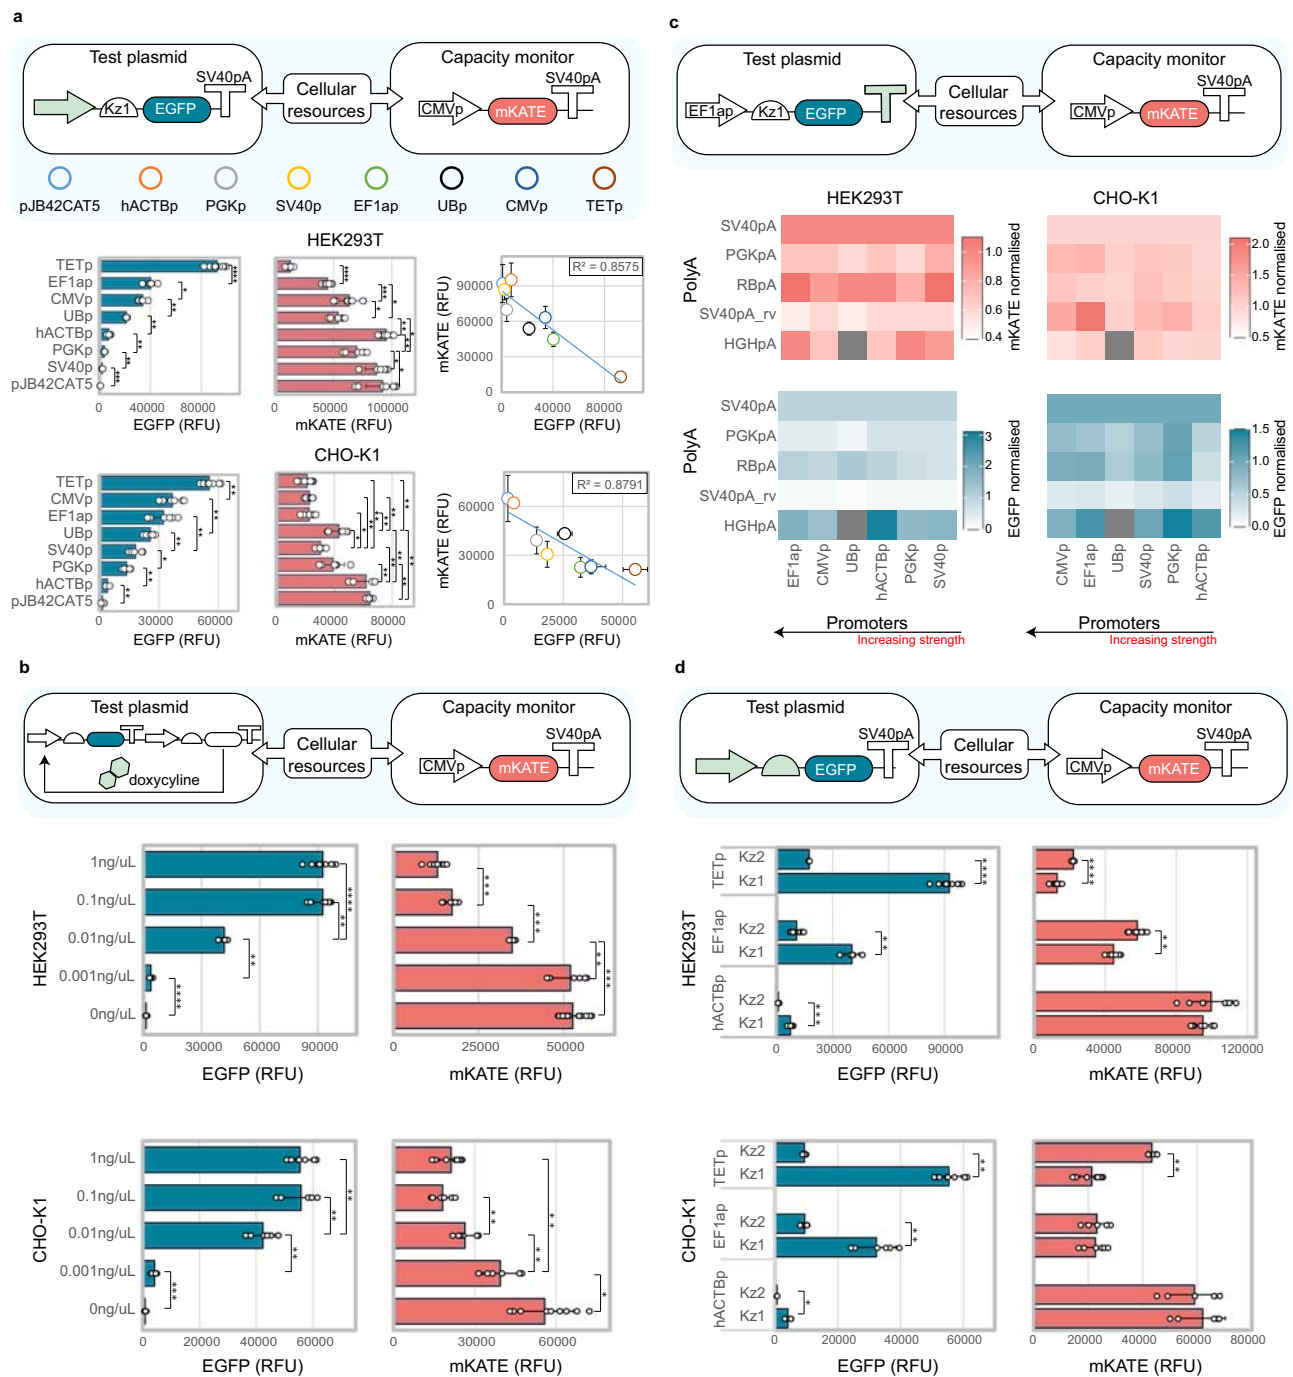 a
Test plasmid
Capacity monitor
SV40pA
SV40pA
Kz1
EGFP
Cellular
resources
CMVp
mKATE
pJB42CAT5
hACTBp
PGKp
SV40p
EF1ap
UBp
CMVp
TETp
HEK293T
TETp
EF1ap
CMVp
UBp
hACTBp
PGKp
SV40p
pJB42CAT5
0
40000
80000
EGFP (RFU)
0
50000
100000
mKATE (RFU)
R² = 0.8575
mKATE (RFU)
90000
60000
30000
0
0
40000
80000
EGFP (RFU)
CHO-K1
TETp
CMVp
EF1ap
UBp
SV40p
PGKp
hACTBp
pJB42CAT5
0
30000
60000
EGFP (RFU)
0
40000
80000
mKATE (RFU)
R² = 0.8791
mKATE (RFU)
60000
30000
0
0
25000
50000
EGFP (RFU)
b
Test plasmid
Capacity monitor
SV40pA
doxycyline
Cellular
resources
CMVp
mKATE
HEK293T
1ng/uL
0.1ng/uL
0.01ng/uL
0.001ng/uL
0ng/uL
0
30000
60000
90000
EGFP (RFU)
0
25000
50000
mKATE (RFU)
CHO-K1
1ng/uL
0.1ng/uL
0.01ng/uL
0.001ng/uL
0ng/uL
0
20000
40000
60000
EGFP (RFU)
0
30000
60000
mKATE (RFU)
c
Test plasmid
Capacity monitor
SV40pA
EF1ap
Kz1
EGFP
Cellular
resources
CMVp
mKATE
HEK293T
CHO-K1
PolyA
SV40pA
PGKpA
RBpA
SV40pA_rv
HGHpA
1.0
0.8
0.6
0.4
mKATE normalised
2.0
1.5
1.0
0.5
mKATE normalised
PolyA
SV40pA
PGKpA
RBpA
SV40pA_rv
HGHpA
3
2
1
0
EGFP normalised
1.5
1.0
0.5
0.0
EGFP normalised
EF1ap
CMVp
UBp
hACTBp
PGKp
SV40p
CMVp
EF1ap
UBp
SV40p
PGKp
hACTBp
Promoters
Increasing strength
Promoters
Increasing strength
d
Test plasmid
Capacity monitor
SV40pA
SV40pA
EGFP
Cellular
resources
CMVp
mKATE
HEK293T
TETp
Kz2
Kz1
EF1ap
Kz2
Kz1
hACTBp
Kz2
Kz1
0
30000
60000
90000
EGFP (RFU)
0
40000
80000
120000
mKATE (RFU)
CHO-K1
TETp
Kz2
Kz1
EF1ap
Kz2
Kz1
hACTBp
Kz2
Kz1
0
20000
40000
60000
EGFP (RFU)
0
20000
40000
60000
80000
mKATE (RFU)